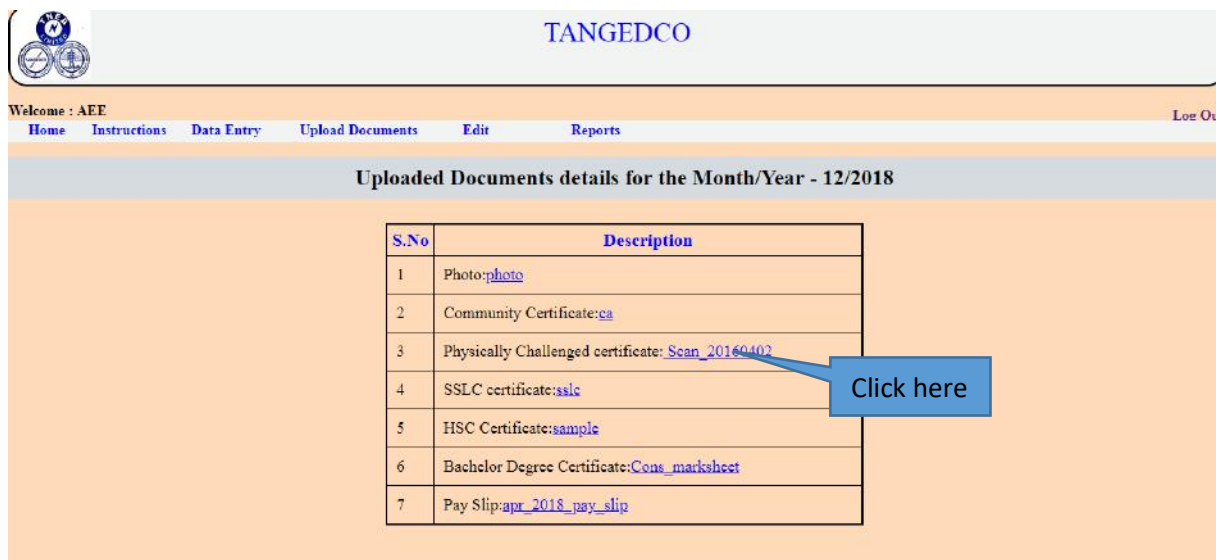 TANGEDCO
Welcome : AEE
Log Ou
Home Instructions Data Entry Upload Documents Edit Reports
Uploaded Documents details for the Month/Year - 12/2018
S.No Description
1 Photo:photo
2 Community Certificate:ca
3 Physically Challenged certificate: Scan_20160402
Click here
4 SSLC certificate:sslc
5 HSC Certificate:sample
6 Bachelor Degree Certificate:Cons_marksheet
7 Pay Slip:apr_2018_pay_slip